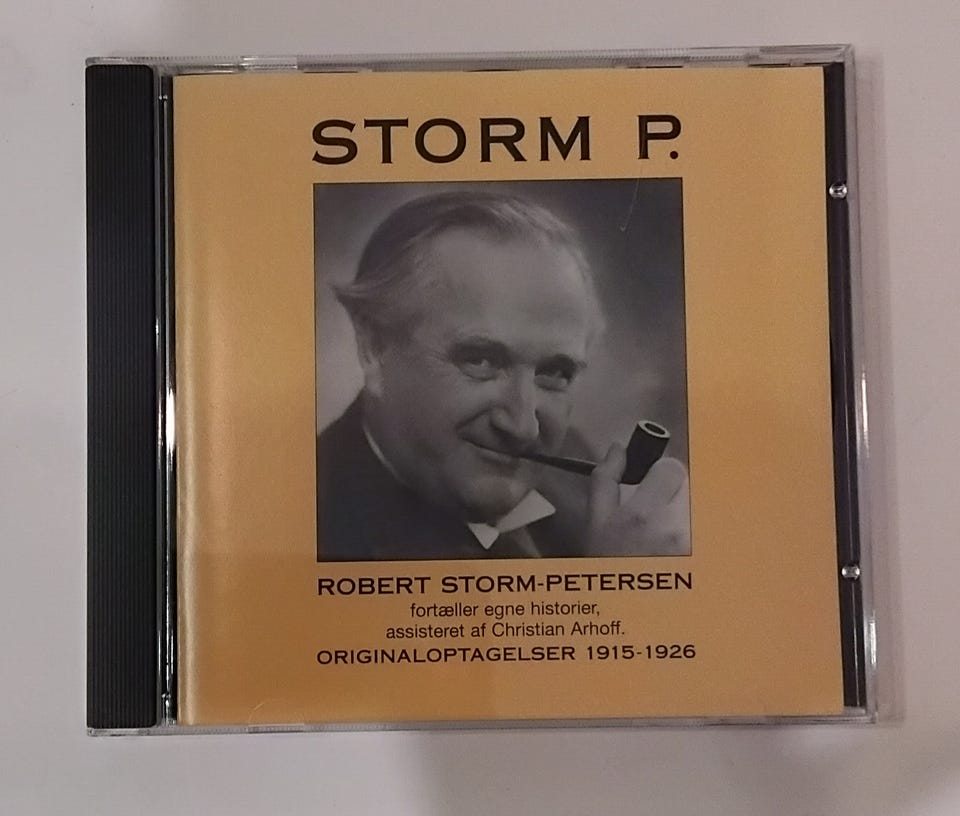 STORM P.
ROBERT STORM-PETERSEN
fortæller egne historier,
assisteret af Christian Arhoff.
ORIGINALOPTAGELSER 1915-1926